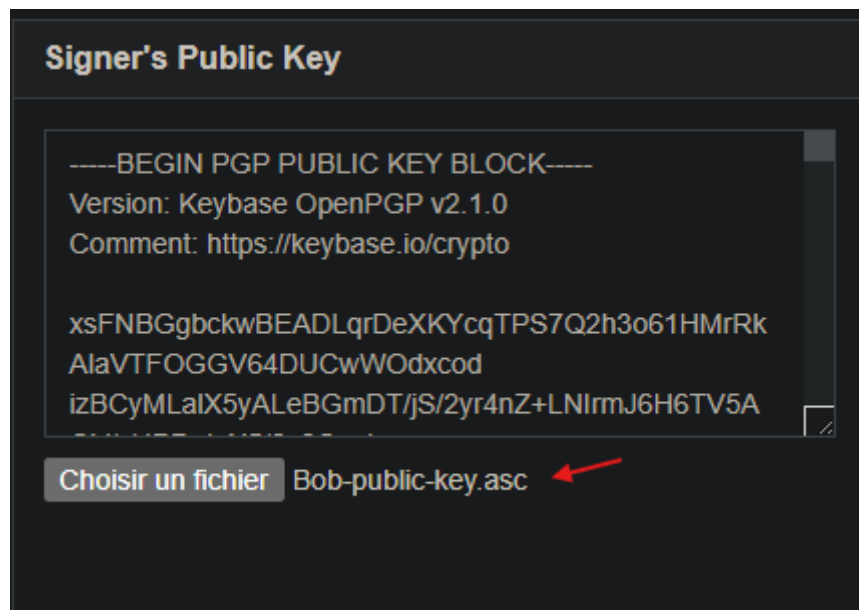 Signer's Public Key
-----BEGIN PGP PUBLIC KEY BLOCK-----
Version: Keybase OpenPGP v2.1.0
Comment: https://keybase.io/crypto
xsFNBGgbckwBEADLqrDeXKYcqTPS7Q2h3o61HMrRk
AlaVTFOGGV64DUCwWOdxcod
izBCyMLalX5yALeBGmDT/jS/2yr4nZ+LNIrmJ6H6TV5A
Choisir un fichier Bob-public-key.asc